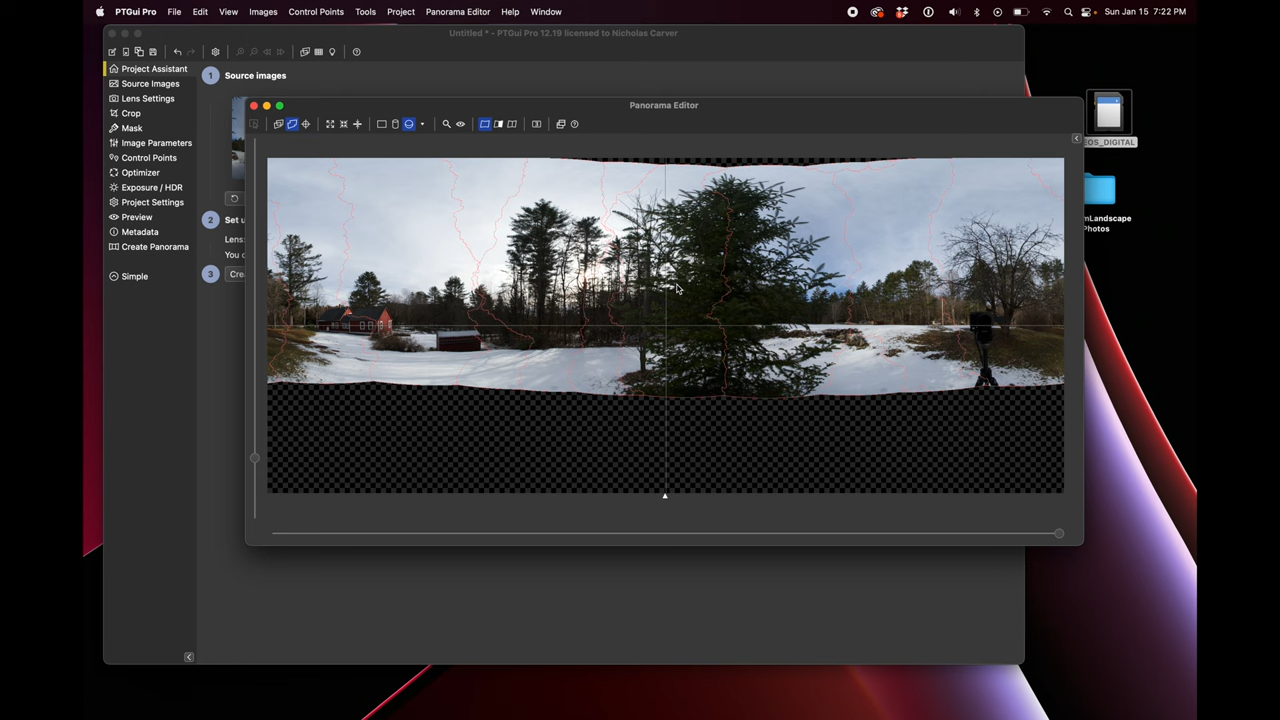 PTGui Pro File Edit View Images Control Points Tools Project Panorama Editor Help Window Sun Jan 15 7:22 PM
Untitled * - PTGui Pro 12.19 licensed to Nicholas Carver
Project Assistant
Source Images
Lens Settings
Crop
Mask
Image Parameters
Control Points
Optimizer
Exposure / HDR
Project Settings
Preview
Metadata
Create Panorama
Simple
1 Source images
2 Set u
Lens:
You c
3 Cre
Panorama Editor
EOS_DIGITAL
mLandscape
Photos